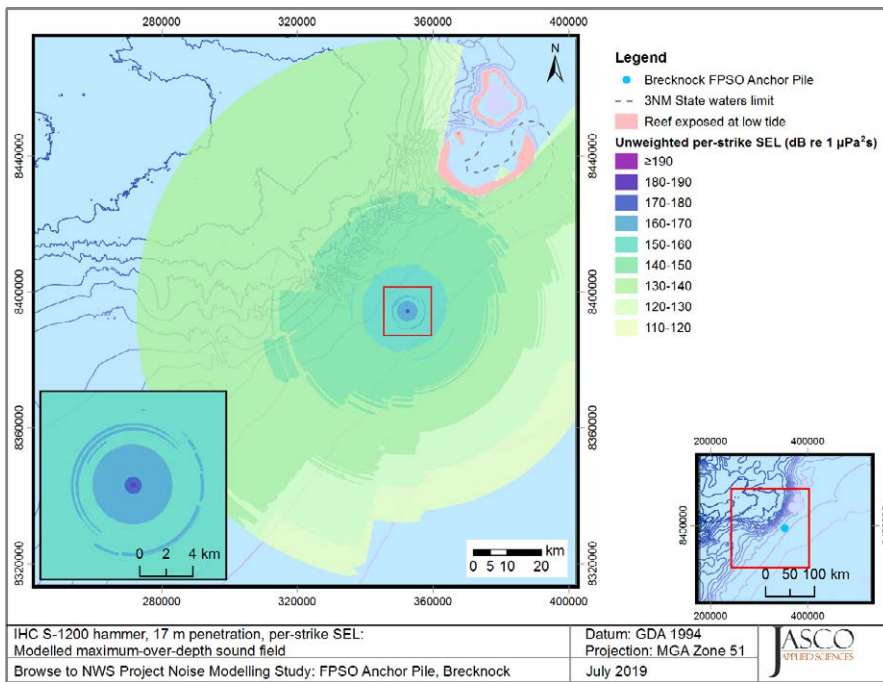 280000 320000 360000 400000
N
8440000
8400000
8360000
8320000
8440000
8400000
8360000
8320000
0 2 4 km
km
0 5 10 20
280000 320000 360000 400000
Legend
Brecknock FPSO Anchor Pile
3NM State waters limit
Reef exposed at low tide
Unweighted per-strike SEL (dB re 1 µPa²s)
≥190
180-190
170-180
160-170
150-160
140-150
130-140
120-130
110-120
200000 400000
8400000
8400000
0 50 100 km
200000 400000
IHC S-1200 hammer, 17 m penetration, per-strike SEL:
Modelled maximum-over-depth sound field
Browse to NWS Project Noise Modelling Study: FPSO Anchor Pile, Brecknock
Datum: GDA 1994
Projection: MGA Zone 51
July 2019
JASCO
APPLIED SCIENCES